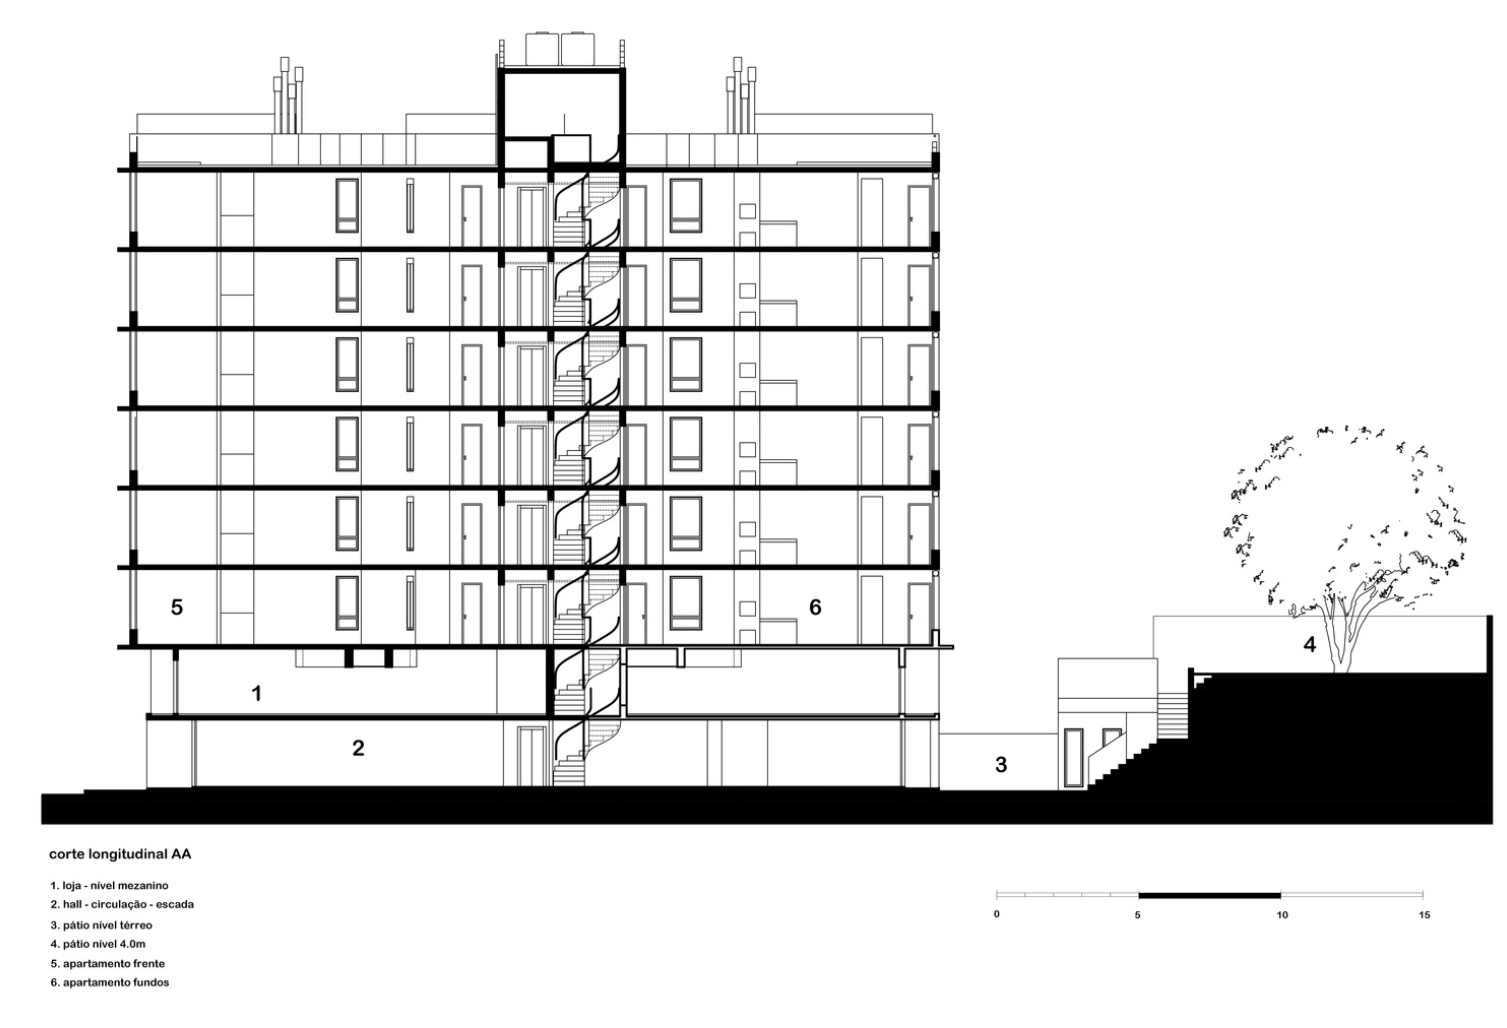 5
6
1
4
2
3
corte longitudinal AA
1. loja - nível mezanino
2. hall - circulação - escada
3. pátio nível térreo
4. pátio nível 4.0m
5. apartamento frente
6. apartamento fundos
0 5 10 15